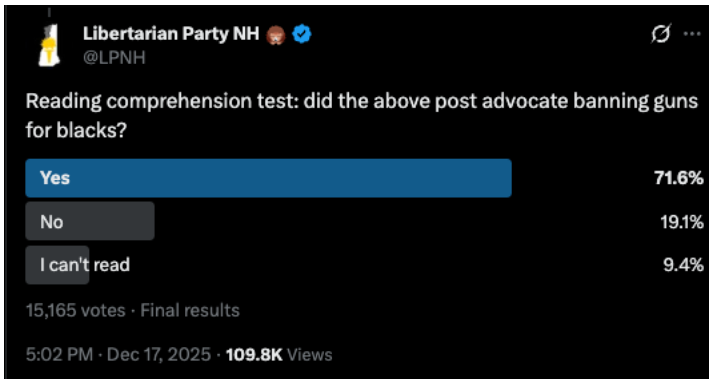 Libertarian Party NH
@LPNH
Reading comprehension test: did the above post advocate banning guns
for blacks?
Yes 71.6%
No 19.1%
I can't read 9.4%
15,165 votes · Final results
5:02 PM · Dec 17, 2025 · 109.8K Views